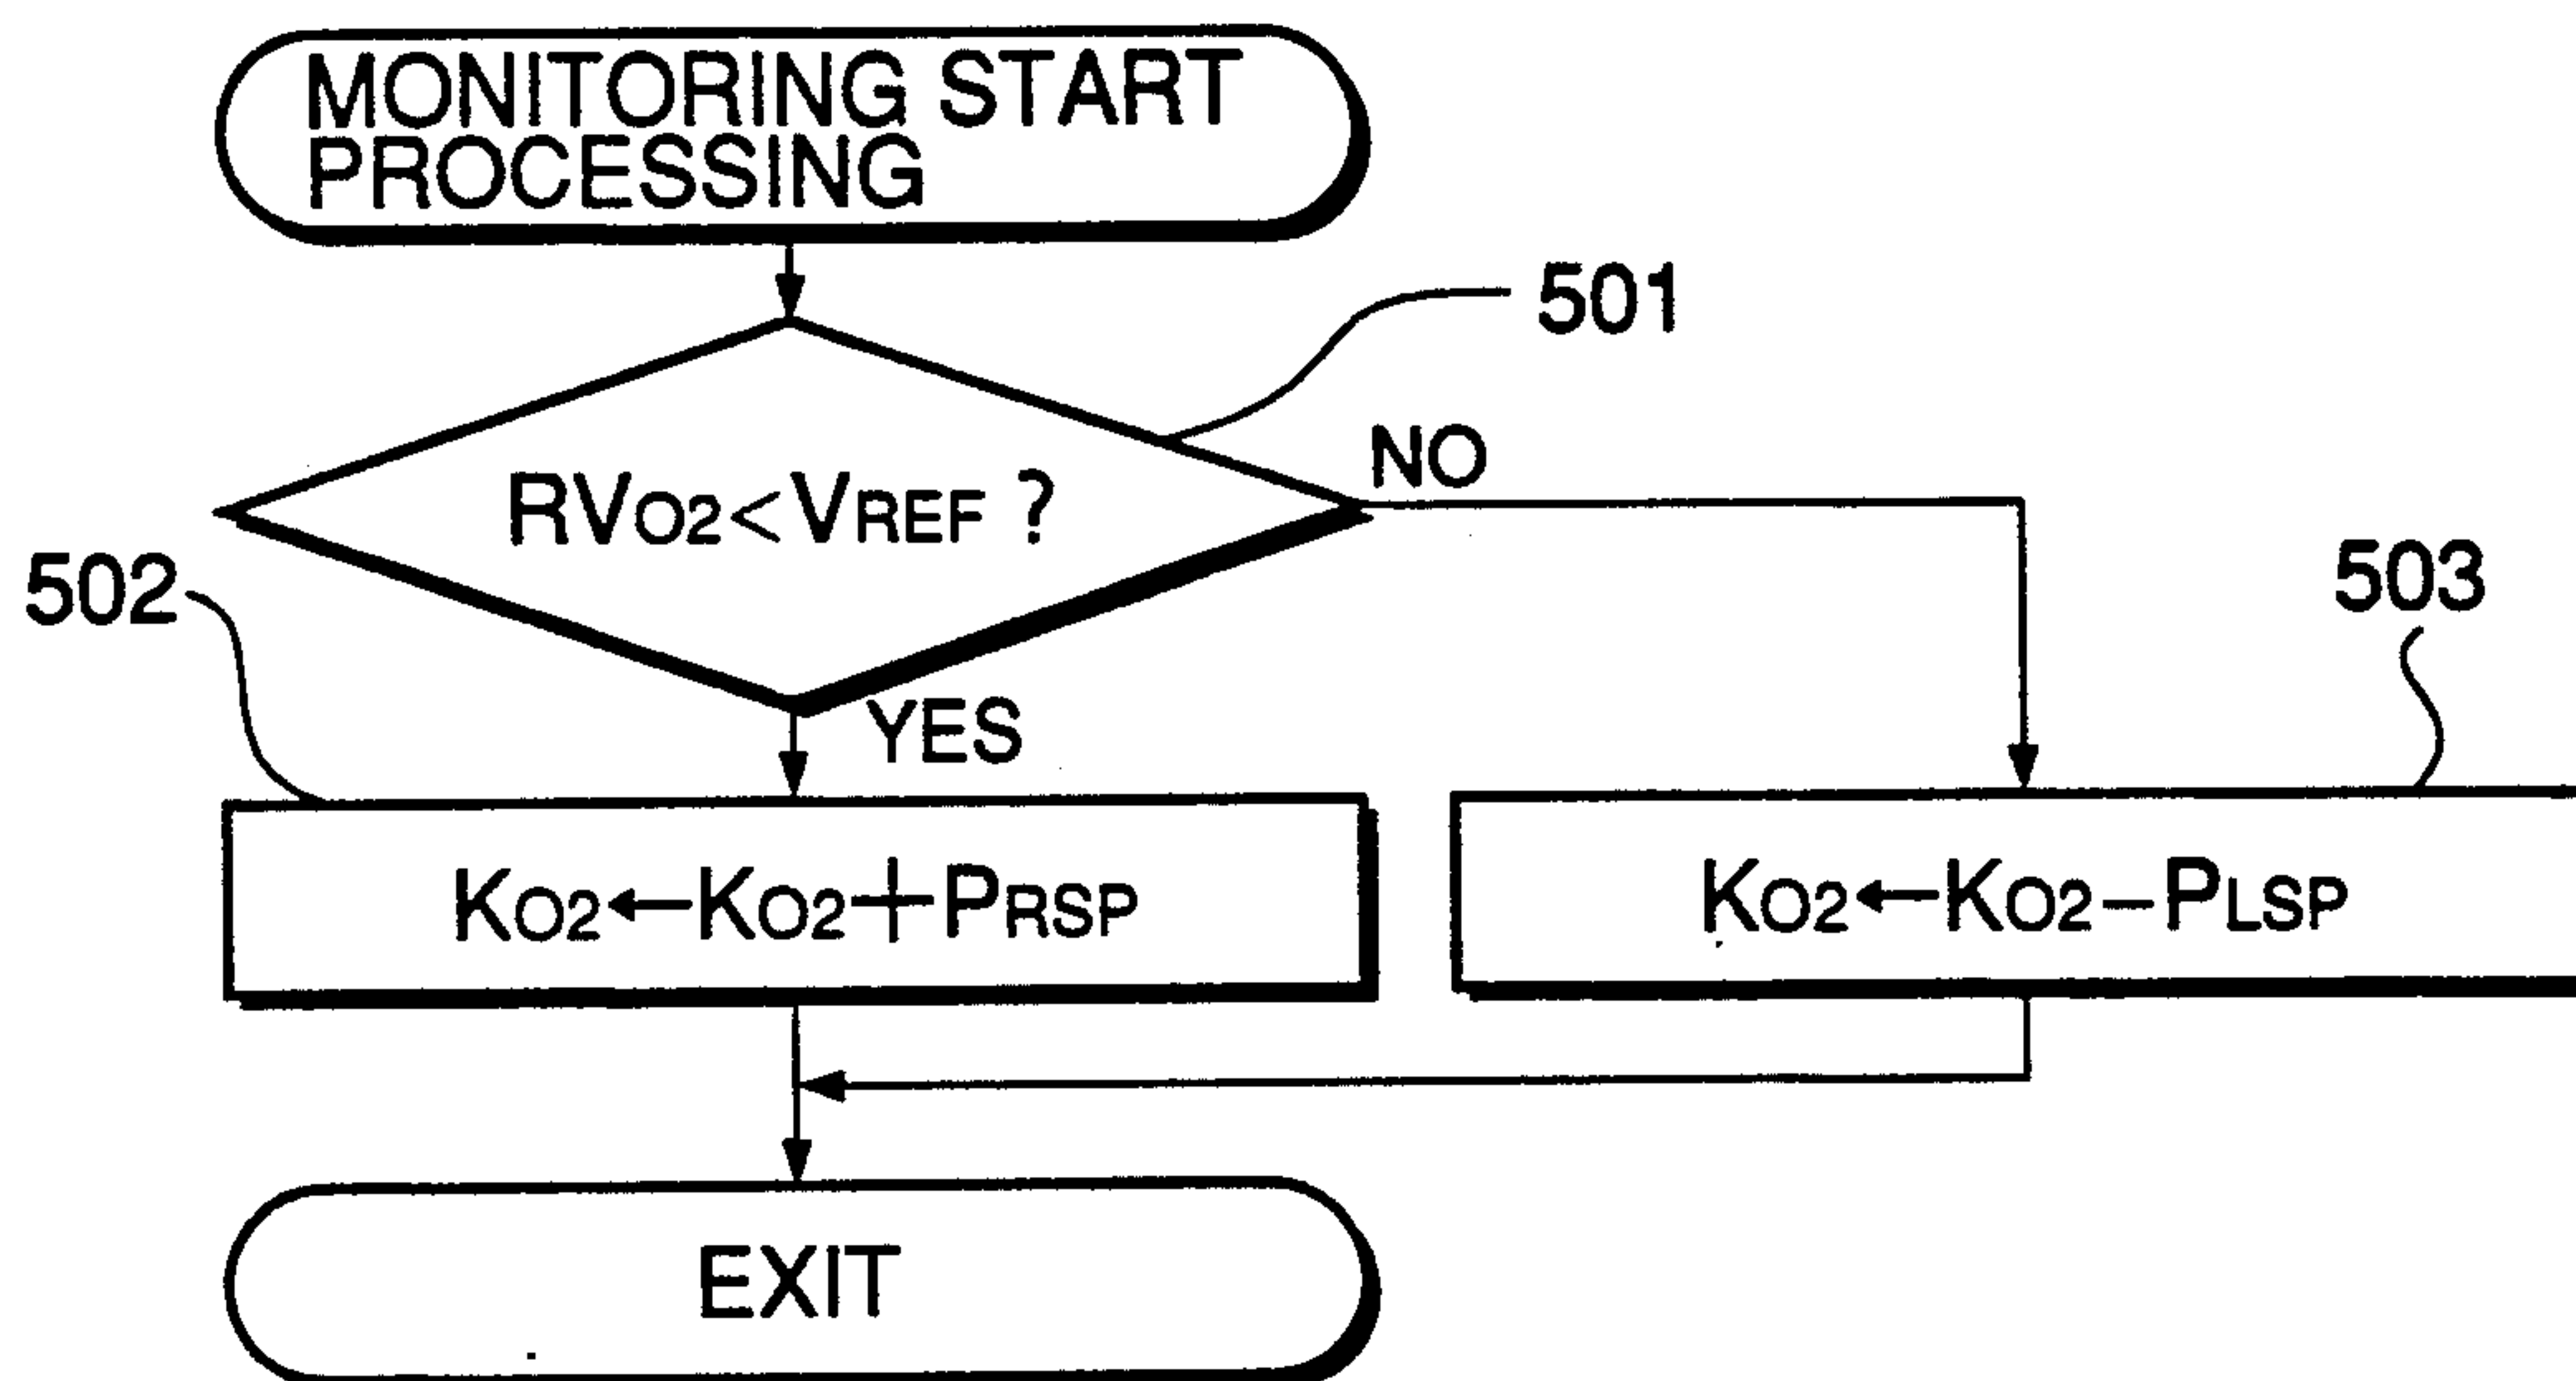 MONITORING START
PROCESSING
501
RVO2<VREF ?
NO
502
503
YES
KO2←KO2+PRSP
KO2←KO2−PLSP
EXIT